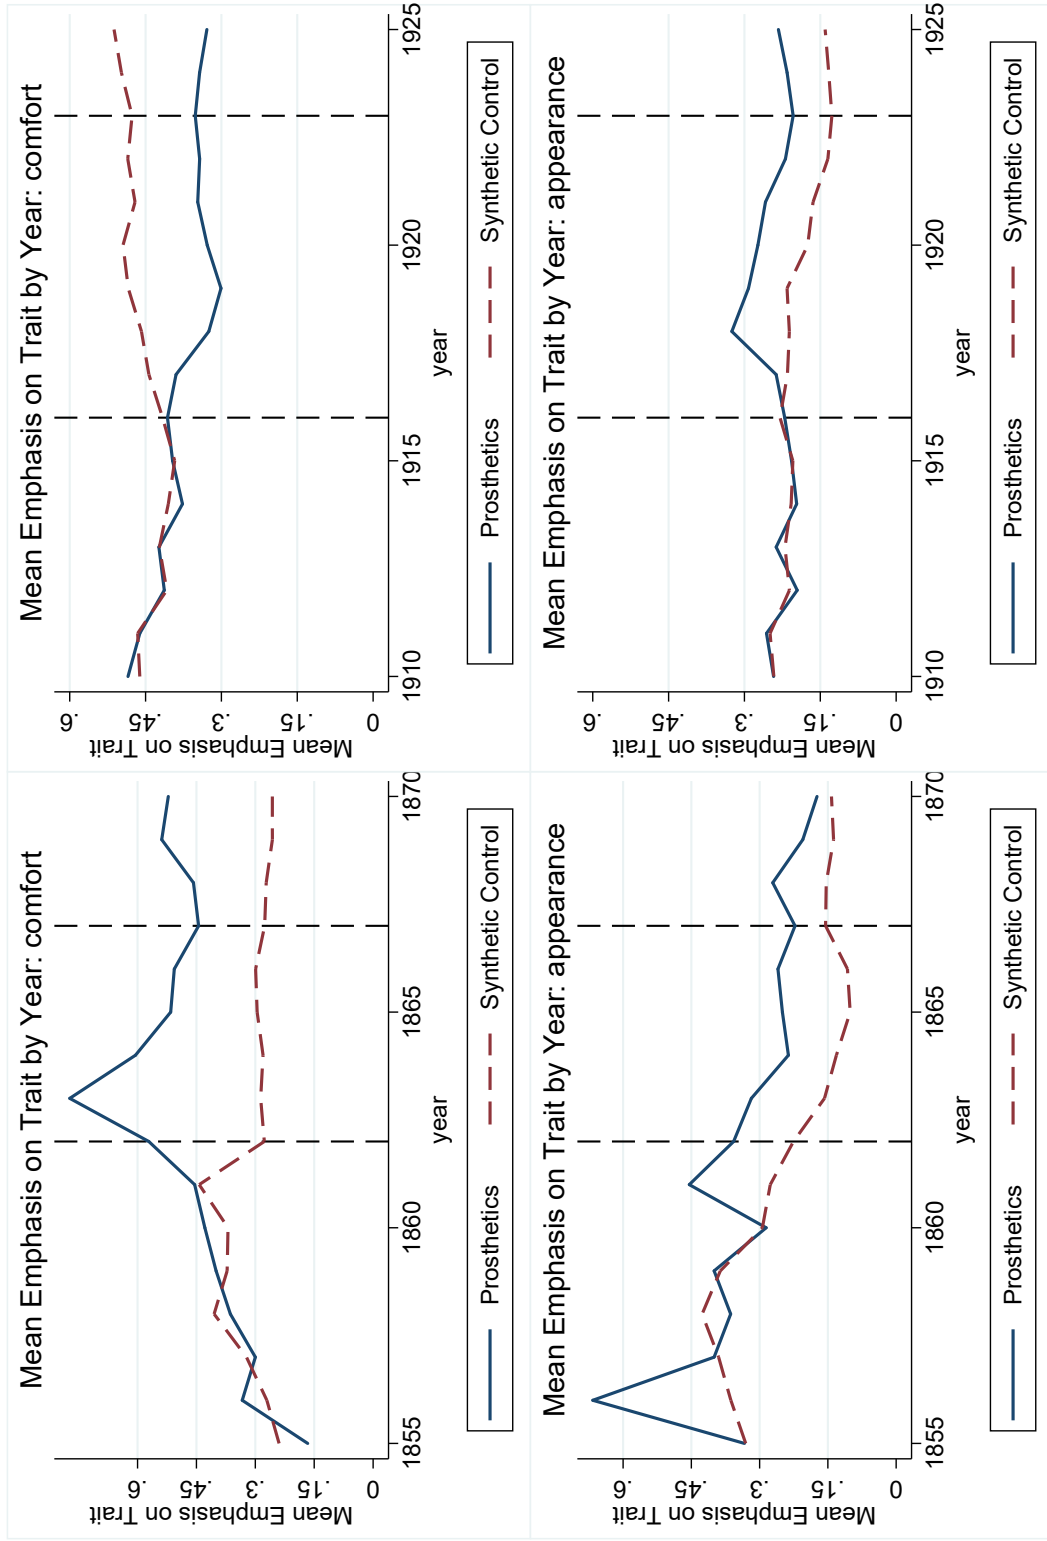 Mean Emphasis on Trait by Year: comfort
Mean Emphasis on Trait
.6
.45
.3
.15
0
1855
1860
1865
1870
year
Prosthetics
Synthetic Control
Mean Emphasis on Trait by Year: comfort
Mean Emphasis on Trait
.6
.45
.3
.15
0
1910
1915
1920
1925
year
Prosthetics
Synthetic Control
Mean Emphasis on Trait by Year: appearance
Mean Emphasis on Trait
.6
.45
.3
.15
0
1855
1860
1865
1870
year
Prosthetics
Synthetic Control
Mean Emphasis on Trait by Year: appearance
Mean Emphasis on Trait
.6
.45
.3
.15
0
1910
1915
1920
1925
year
Prosthetics
Synthetic Control